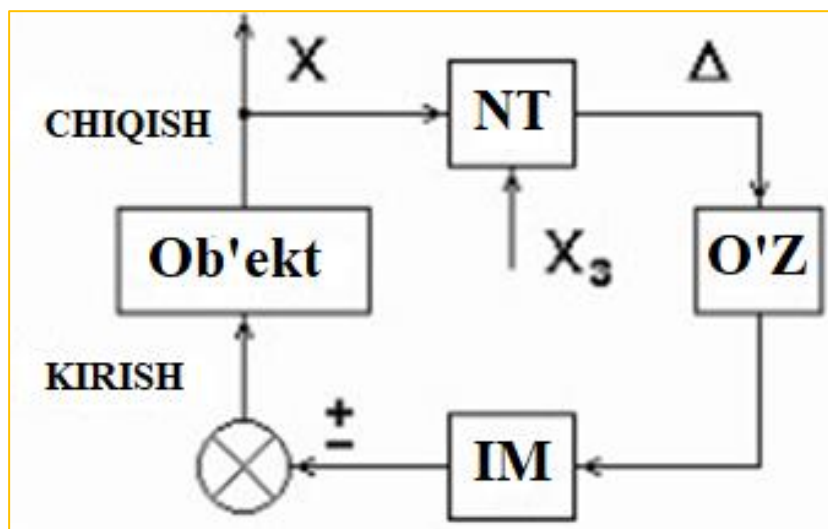 X
Δ
CHIQISH
NT
Ob'ekt
X₃
O'Z
KIRISH
±
IM